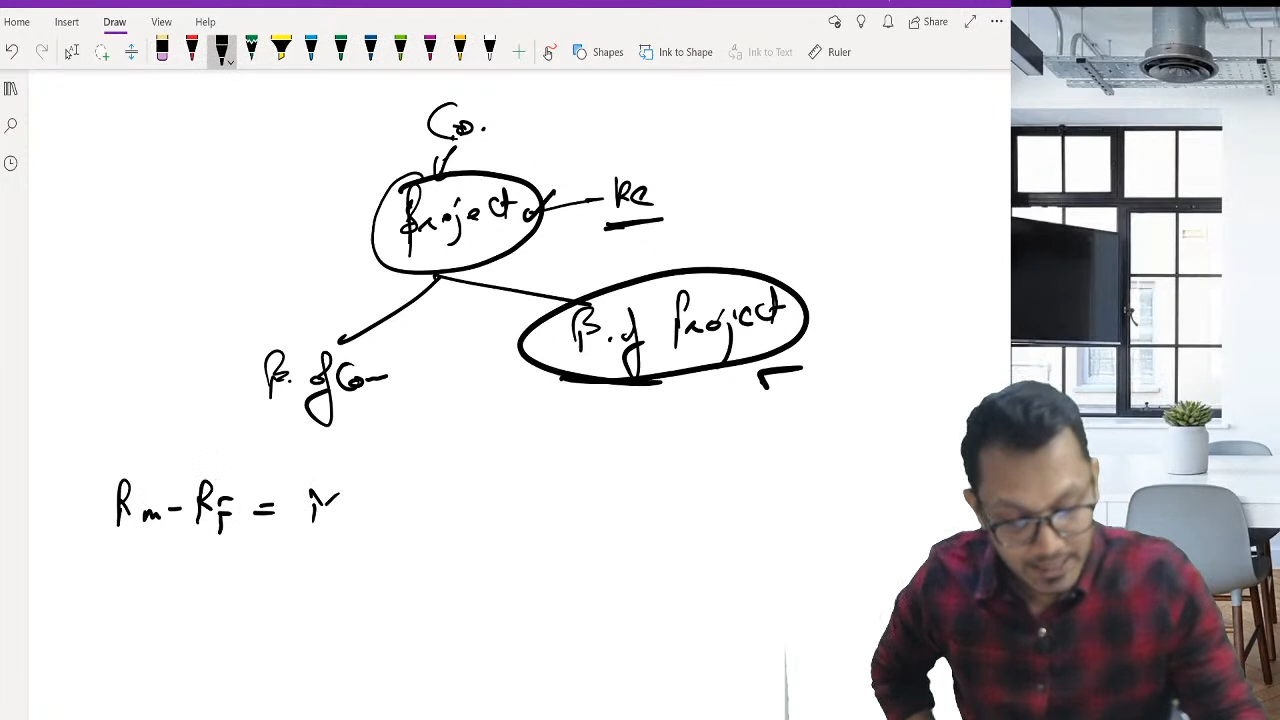 Home Insert Draw View Help
Share
Shapes Ink to Shape Ink to Text Ruler
Co.
Project
Ke
β. of Project
β. of Co
Rm - RF = M